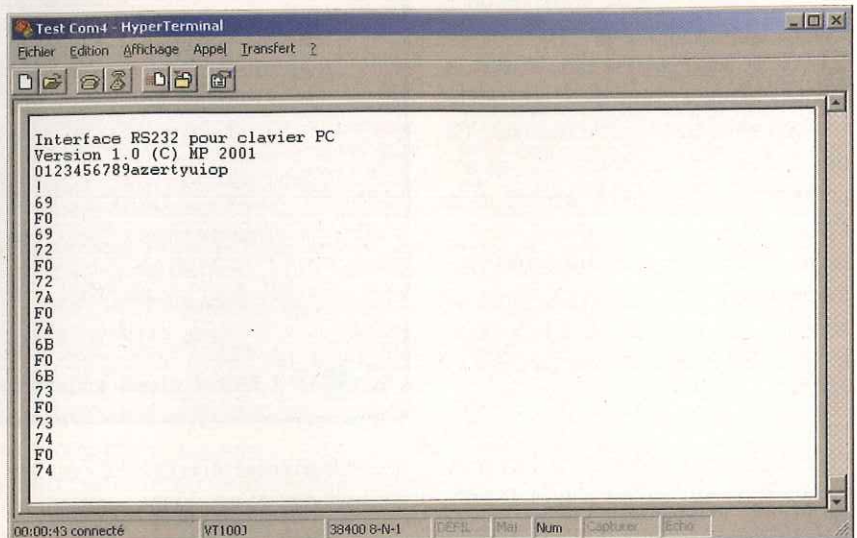 Test Com4 - HyperTerminal
Fichier Edition Affichage Appel Transfert ?
Interface RS232 pour clavier PC
Version 1.0 (C) MP 2001
0123456789azertyuiop
!
69
F0
69
72
F0
72
7A
F0
7A
6B
F0
6B
73
F0
73
74
F0
74
00:00:43 connecté VT100J 38400 8-N-1 DÉFIL Maj Num Capturer Echo